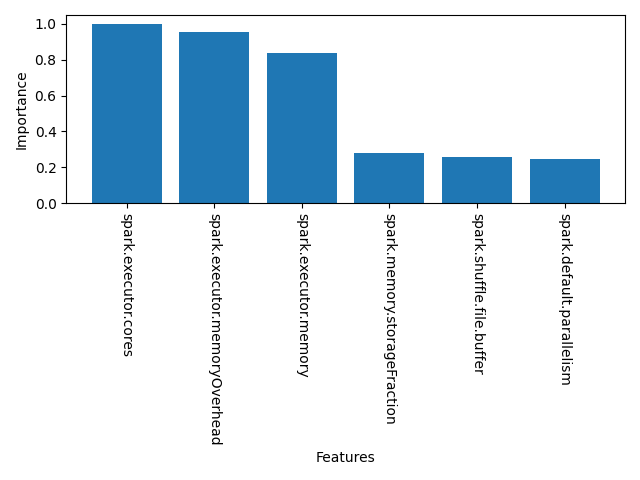 1.0
0.8
0.6
0.4
0.2
0.0
Importance
spark.executor.cores
spark.executor.memoryOverhead
spark.executor.memory
spark.memory.storageFraction
spark.shuffle.file.buffer
spark.default.parallelism
Features